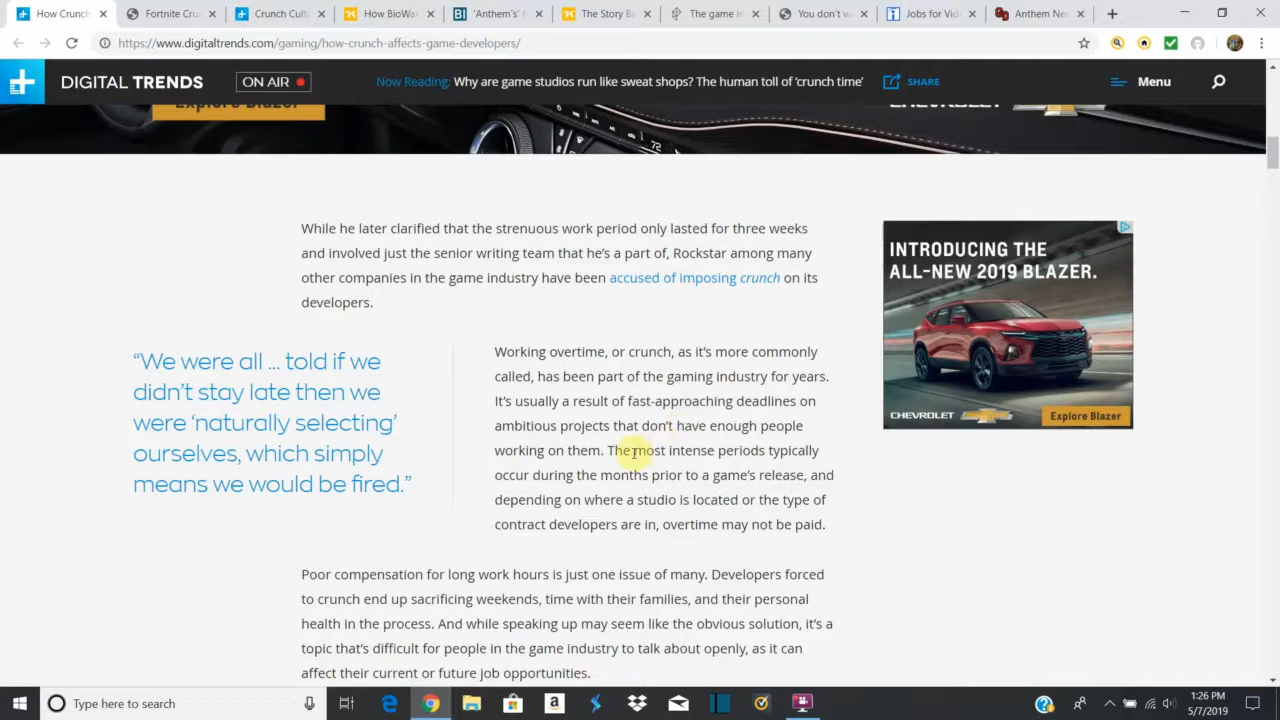 How Crunch
Fortnite Cru
Crunch Cult
How BioWar
'Anthem's'
The Story Be
The game in
You don't w
Jobs for Vid
Anthem Nev
https://www.digitaltrends.com/gaming/how-crunch-affects-game-developers/
DIGITAL TRENDS
ON AIR
Now Reading: Why are game studios run like sweat shops? The human toll of 'crunch time'
SHARE
Menu
Explore Blazer
CHEVROLET
72
While he later clarified that the strenuous work period only lasted for three weeks
and involved just the senior writing team that he's a part of, Rockstar among many
other companies in the game industry have been accused of imposing crunch on its
developers.
"We were all ... told if we
didn't stay late then we
were 'naturally selecting'
ourselves, which simply
means we would be fired."
Working overtime, or crunch, as it's more commonly
called, has been part of the gaming industry for years.
It's usually a result of fast-approaching deadlines on
ambitious projects that don't have enough people
working on them. The most intense periods typically
occur during the months prior to a game's release, and
depending on where a studio is located or the type of
contract developers are in, overtime may not be paid.
INTRODUCING THE
ALL-NEW 2019 BLAZER.
CHEVROLET
Explore Blazer
Poor compensation for long work hours is just one issue of many. Developers forced
to crunch end up sacrificing weekends, time with their families, and their personal
health in the process. And while speaking up may seem like the obvious solution, it's a
topic that's difficult for people in the game industry to talk about openly, as it can
affect their current or future job opportunities.
Type here to search
1:26 PM
5/7/2019